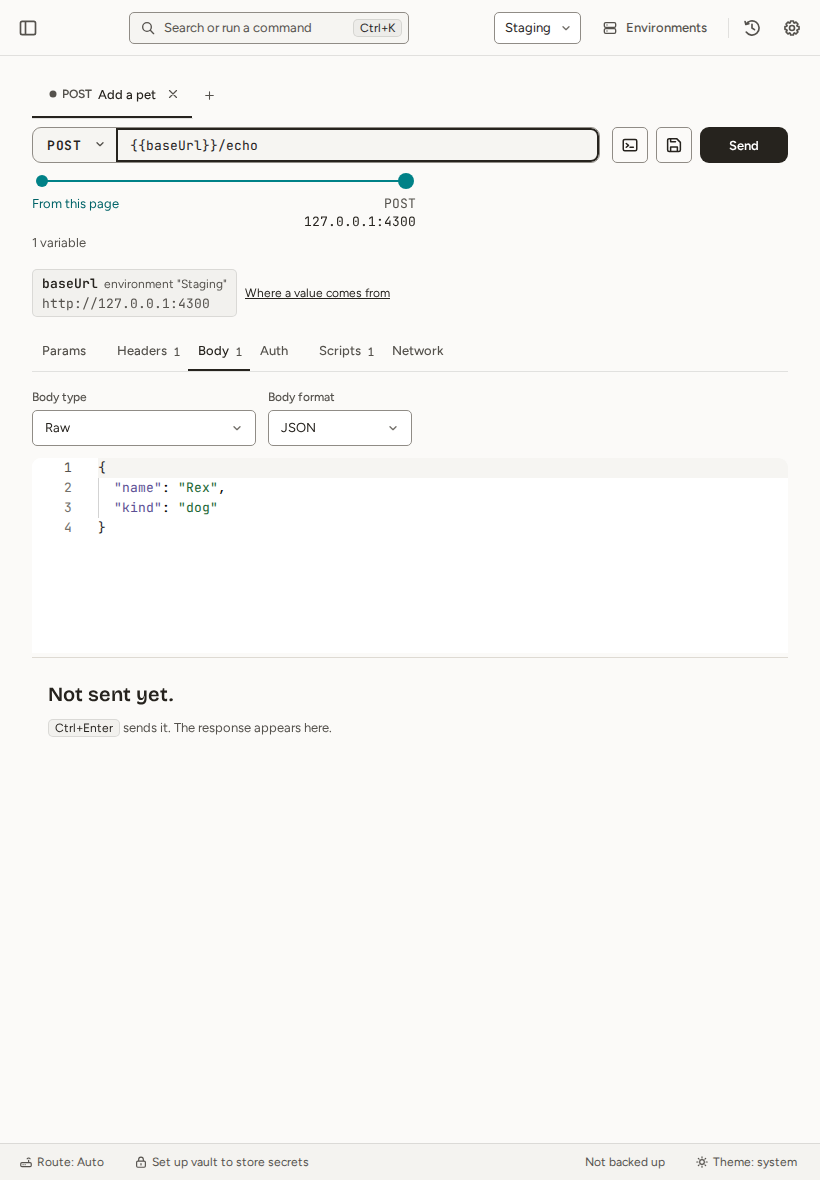 Search or run a command Ctrl+K Staging Environments
POST Add a pet
POST {{baseUrl}}/echo Send
From this page POST
127.0.0.1:4300
1 variable
baseUrl environment "Staging"
http://127.0.0.1:4300
Where a value comes from
Params Headers 1 Body 1 Auth Scripts 1 Network
Body type Body format
Raw JSON
1 {
2 "name": "Rex",
3 "kind": "dog"
4 }
Not sent yet.
Ctrl+Enter sends it. The response appears here.
Route: Auto Set up vault to store secrets Not backed up Theme: system